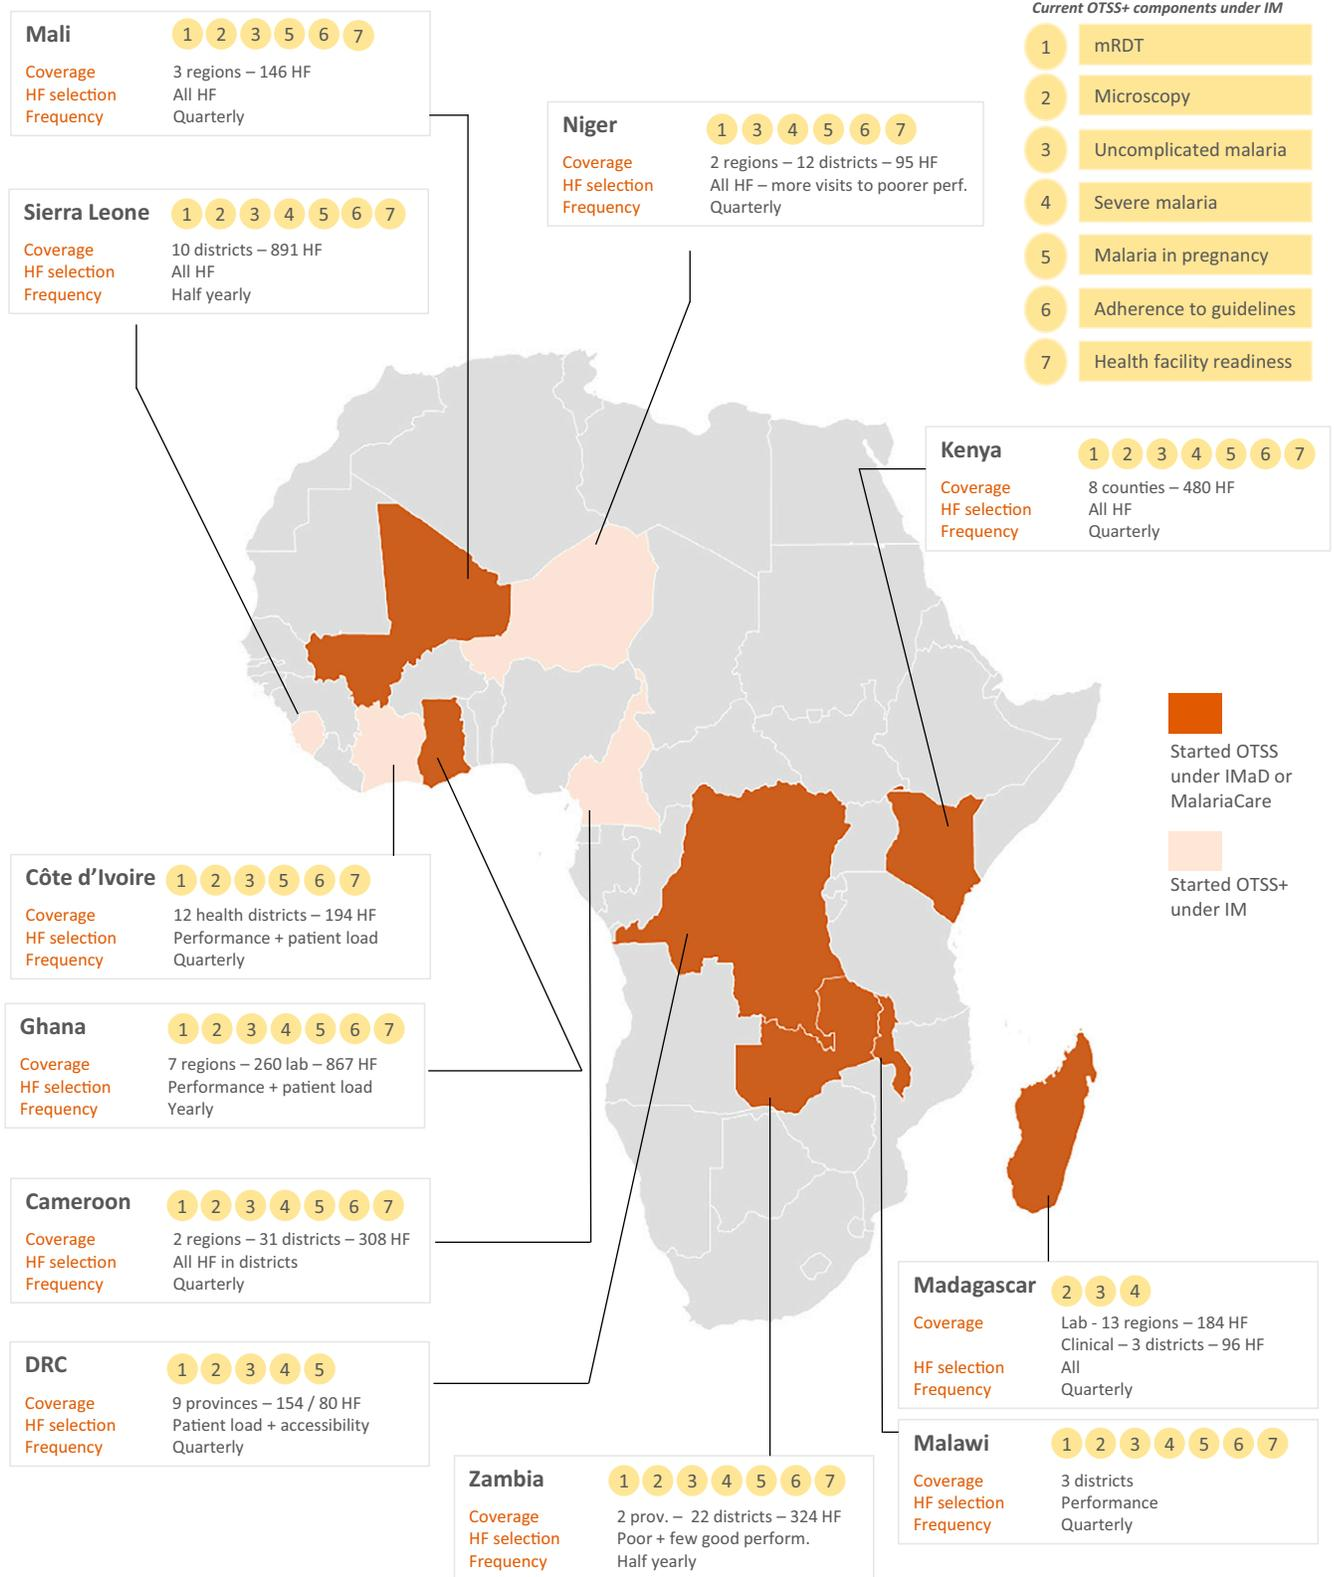 Current OTSS+ components under IM
1 mRDT
2 Microscopy
3 Uncomplicated malaria
4 Severe malaria
5 Malaria in pregnancy
6 Adherence to guidelines
7 Health facility readiness
Mali 1 2 3 5 6 7
Coverage 3 regions – 146 HF
HF selection All HF
Frequency Quarterly
Niger 1 3 4 5 6 7
Coverage 2 regions – 12 districts – 95 HF
HF selection All HF – more visits to poorer perf.
Frequency Quarterly
Sierra Leone 1 2 3 4 5 6 7
Coverage 10 districts – 891 HF
HF selection All HF
Frequency Half yearly
Kenya 1 2 3 4 5 6 7
Coverage 8 counties – 480 HF
HF selection All HF
Frequency Quarterly
Started OTSS
under IMaD or
MalariaCare
Started OTSS+
under IM
Côte d’Ivoire 1 2 3 5 6 7
Coverage 12 health districts – 194 HF
HF selection Performance + patient load
Frequency Quarterly
Ghana 1 2 3 4 5 6 7
Coverage 7 regions – 260 lab – 867 HF
HF selection Performance + patient load
Frequency Yearly
Cameroon 1 2 3 4 5 6 7
Coverage 2 regions – 31 districts – 308 HF
HF selection All HF in districts
Frequency Quarterly
DRC 1 2 3 4 5
Coverage 9 provinces – 154 / 80 HF
HF selection Patient load + accessibility
Frequency Quarterly
Madagascar 2 3 4
Coverage Lab - 13 regions – 184 HF
Clinical – 3 districts – 96 HF
HF selection All
Frequency Quarterly
Malawi 1 2 3 4 5 6 7
Coverage 3 districts
HF selection Performance
Frequency Quarterly
Zambia 1 2 3 4 5 6 7
Coverage 2 prov. – 22 districts – 324 HF
HF selection Poor + few good perform.
Frequency Half yearly